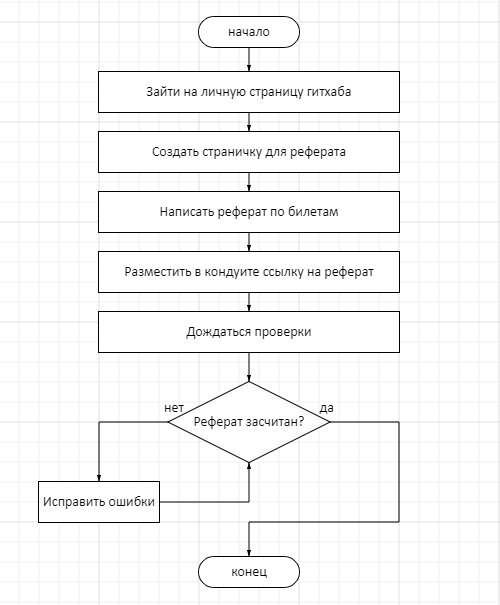 начало
Зайти на личную страницу гитхаба
Создать страничку для реферата
Написать реферат по билетам
Разместить в кондуите ссылку на реферат
Дождаться проверки
нет
да
Реферат засчитан?
Исправить ошибки
конец